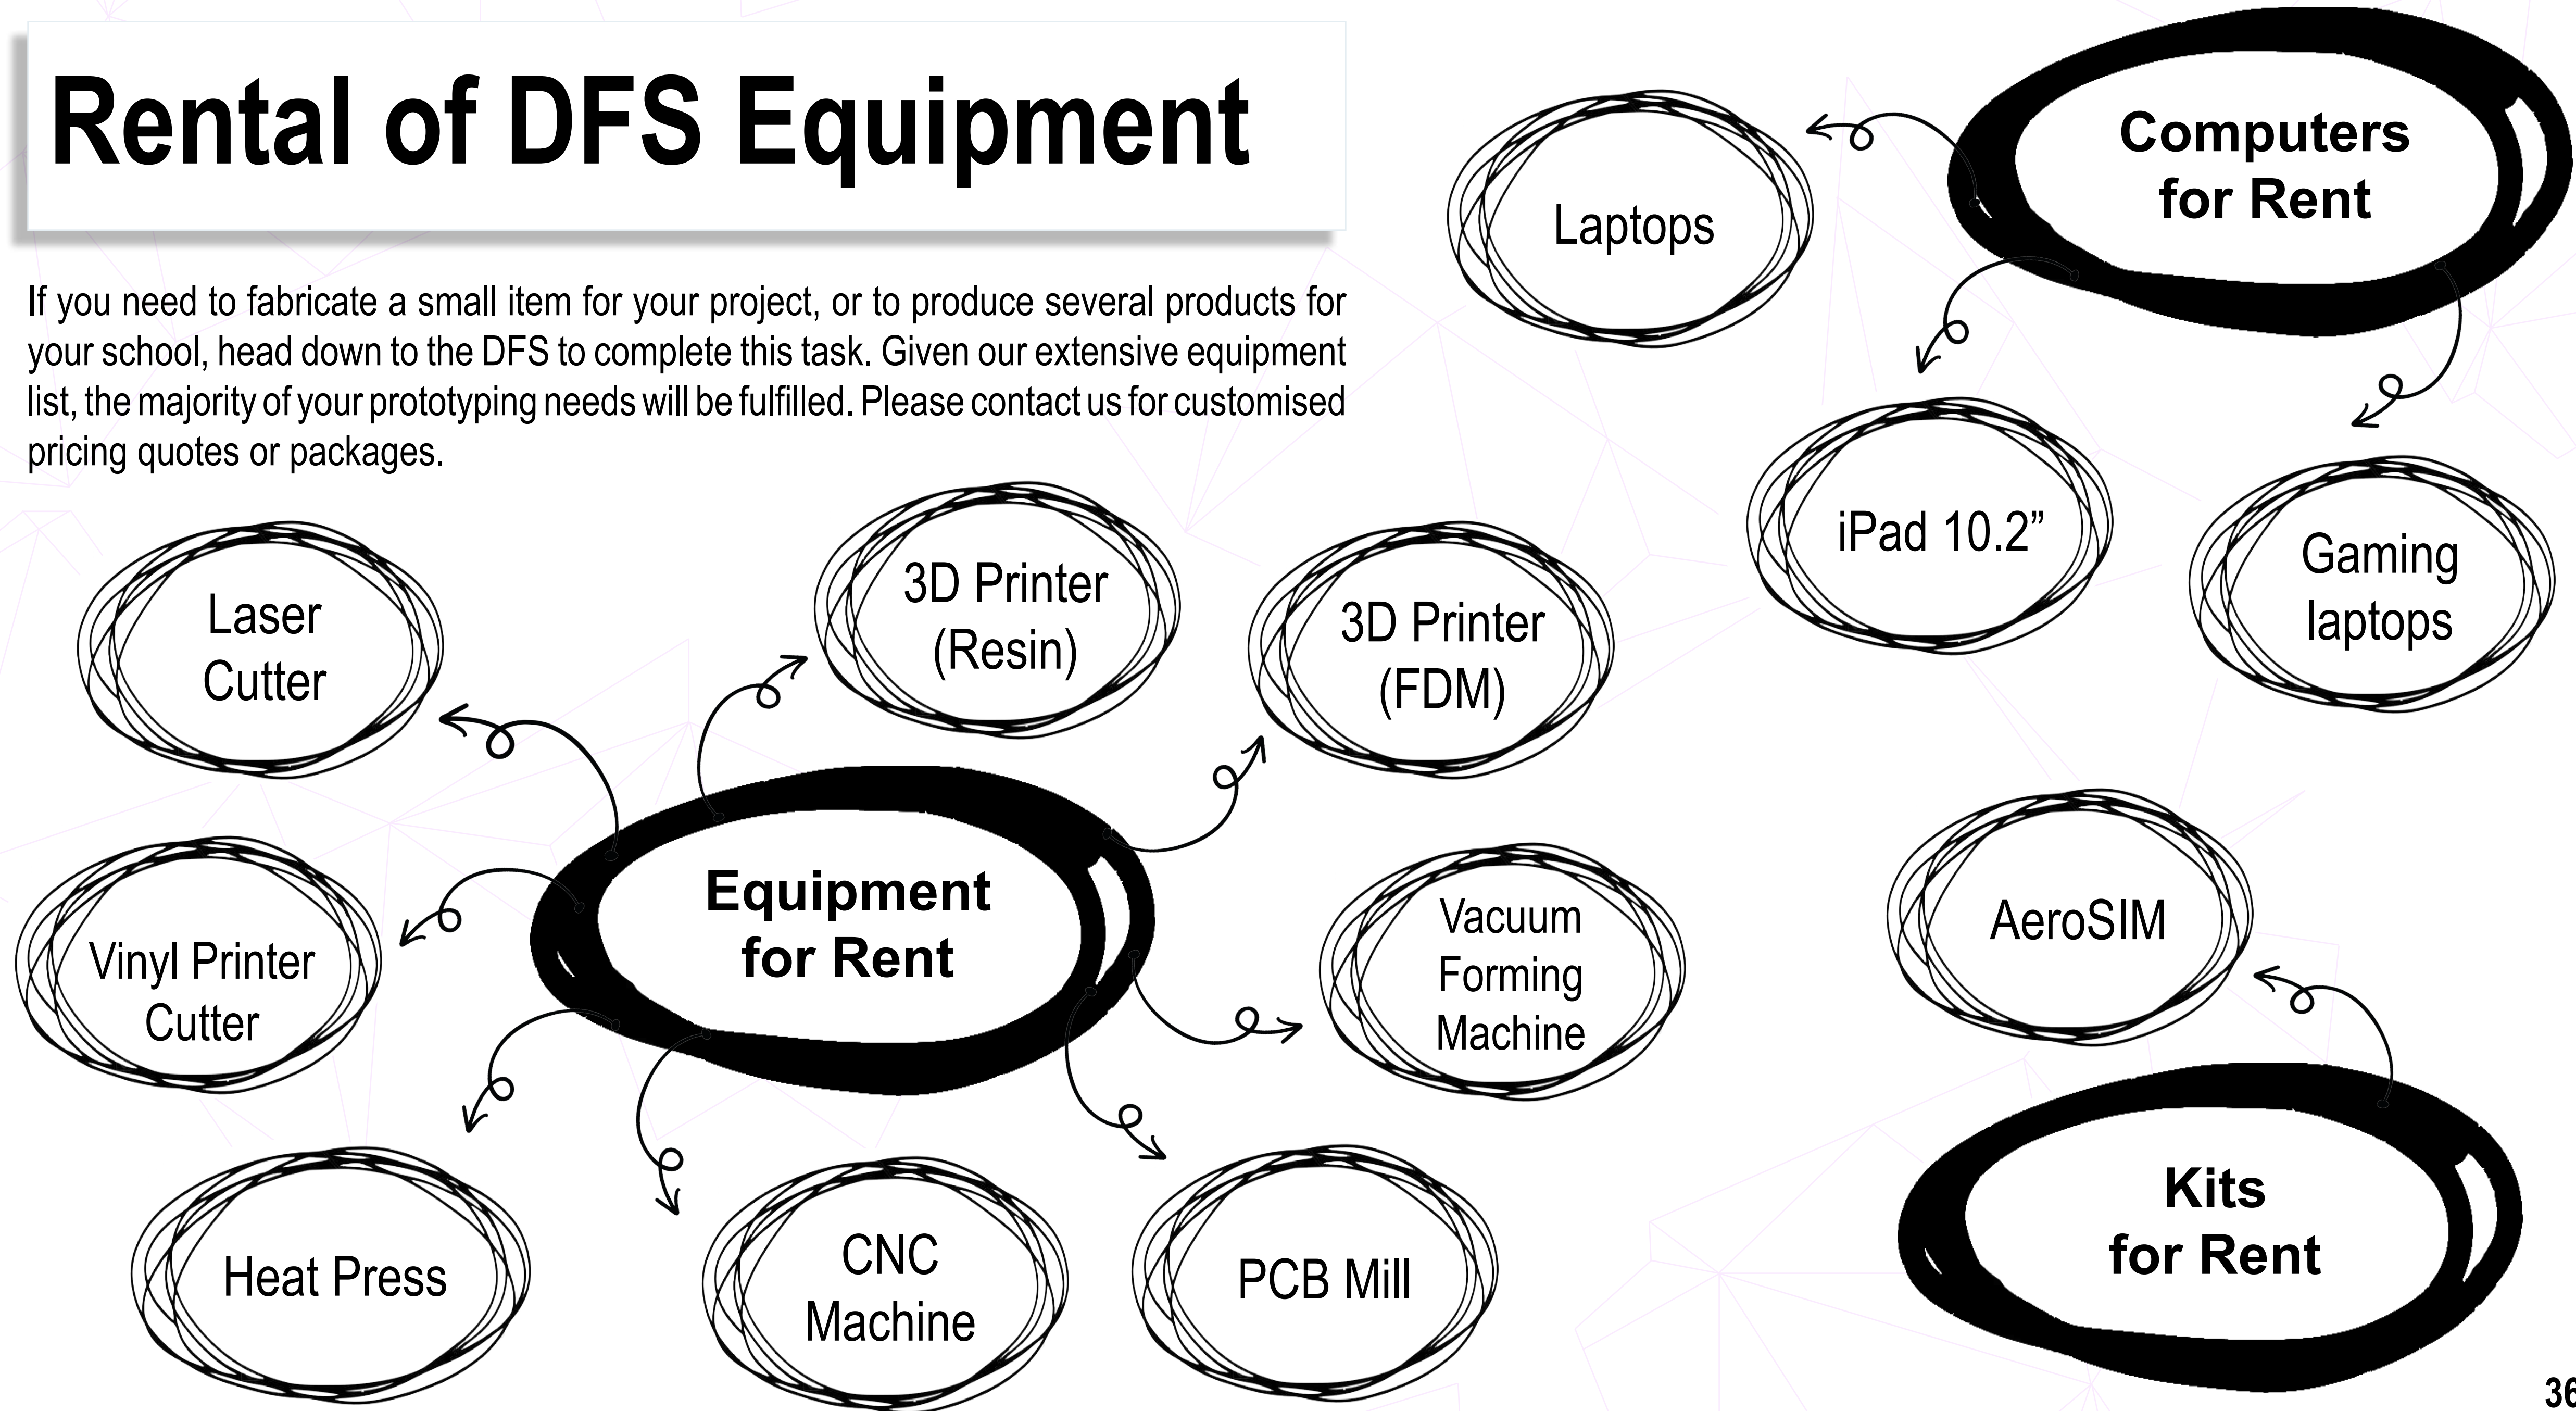 Rental of DFS Equipment
If you need to fabricate a small item for your project, or to produce several products for
your school, head down to the DFS to complete this task. Given our extensive equipment
list, the majority of your prototyping needs will be fulfilled. Please contact us for customised
pricing quotes or packages.
Computers
for Rent
Laptops
iPad 10.2”
Gaming
laptops
Equipment
for Rent
Laser
Cutter
3D Printer
(Resin)
3D Printer
(FDM)
Vinyl Printer
Cutter
Vacuum
Forming
Machine
Heat Press
CNC
Machine
PCB Mill
AeroSIM
Kits
for Rent
36